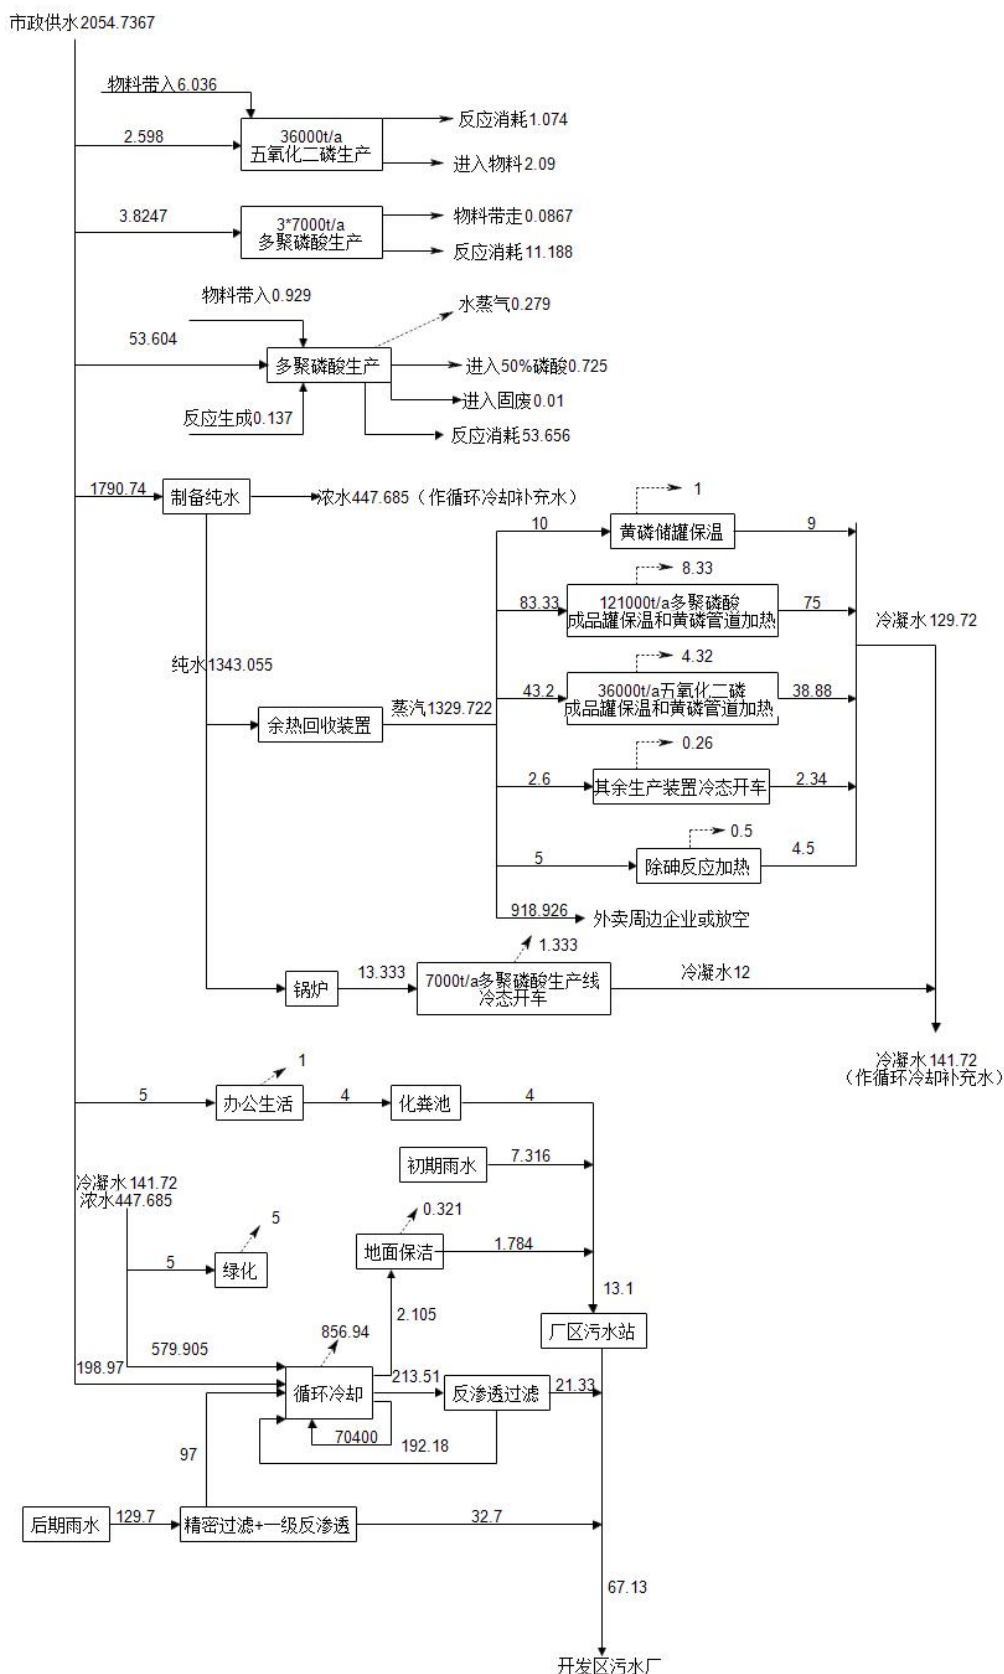 市政供水2054.7367
物料带入6.036
2.598
36000t/a
五氧化二磷生产
反应消耗1.074
进入物料2.09
3.8247
3*7000t/a
多聚磷酸生产
物料带走0.0867
反应消耗11.188
物料带入0.929
水蒸气0.279
53.604
多聚磷酸生产
进入50%磷酸0.725
进入固废0.01
反应生成0.137
反应消耗53.656
1790.74
制备纯水
浓水447.685（作循环冷却补充水）
1
10
黄磷储罐保温
9
8.33
83.33
121000t/a多聚磷酸
成品罐保温和黄磷管道加热
75
冷凝水129.72
纯水1343.055
4.32
43.2
36000t/a五氧化二磷
成品罐保温和黄磷管道加热
38.88
余热回收装置
蒸汽1329.722
0.26
2.6
其余生产装置冷态开车
2.34
0.5
5
除砷反应加热
4.5
918.926
外卖周边企业或放空
1.333
锅炉
13.333
7000t/a多聚磷酸生产线
冷态开车
冷凝水12
冷凝水141.72
（作循环冷却补充水）
5
办公生活
1
4
化粪池
4
初期雨水
7.316
冷凝水141.72
浓水447.685
0.321
地面保洁
1.784
5
5
绿化
2.105
13.1
厂区污水站
856.94
579.905
198.97
循环冷却
213.51
反渗透过滤
21.33
70400
192.18
97
后期雨水
129.7
精密过滤+一级反渗透
32.7
67.13
开发区污水厂